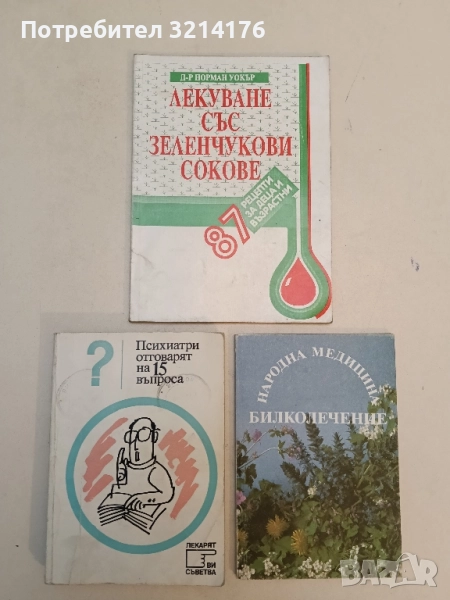 Потребител 3214176
Д-Р НОРМАН УОКЪР
ЛЕКУВАНЕ
СЪС
ЗЕЛЕНЧУКОВИ
СОКОВЕ
87
РЕЦЕПТИ
ЗА ДЕЦА И
ВЪЗРАСТНИ
?
Психиатри
отговарят
на 15
въпроса
ЛЕКАРЯТ
ВИ
СЪВЕТВА
НАРОДНА МЕДИЦИНА
БИЛКОЛЕЧЕНИЕ
bazar